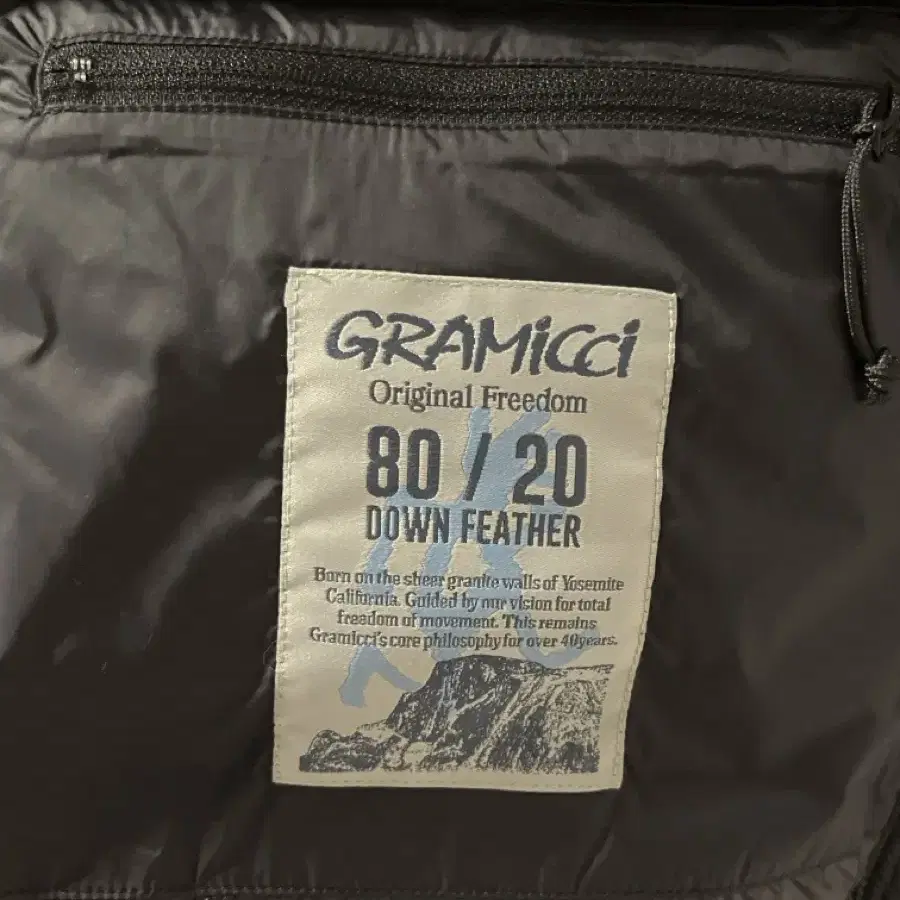 GRAMiCCi
Original Freedom
80 / 20
DOWN FEATHER
Born on the sheer granite walls of Yosemite
California. Guided by our vision for total
freedom of movement. This remains
Gramicci's core philosophy for over 40years.